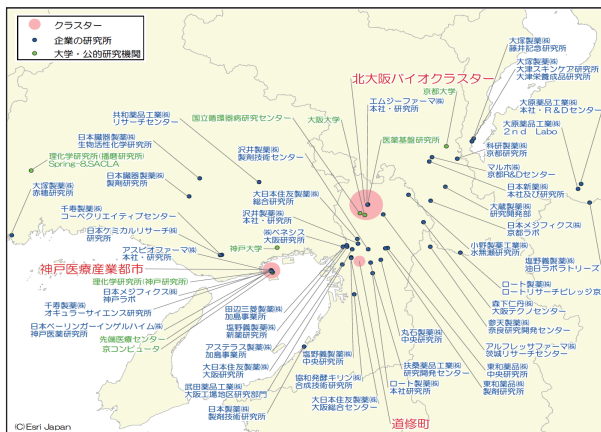 クラスター
企業の研究所
大学・公的研究機関
大塚製薬㈱
藤井記念研究所
大塚製薬㈱
大津スキンケア研究所
大津栄養成品研究所
北大阪バイオクラスター
京都大学
大阪大学
エムジーファーマ㈱
本社・研究所
国立循環器病研究センター
大原薬品工業㈱
本社・R&Dセンター
大原薬品工業㈱
2nd Labo
共和薬品工業㈱
リサーチセンター
医薬基盤研究所
科研製薬㈱
京都研究所
日本臓器製薬㈱
生物活性化学研究所
沢井製薬㈱
製剤技術センター
マルホ㈱
京都R&Dセンター
理化学研究所(播磨研究所)
Spring-8,SACLA
日本臓器製薬㈱
製剤研究所
大日本住友製薬㈱
総合研究所
日本新薬㈱
本社及び研究所
大塚製薬㈱
赤穂研究所
千寿製薬㈱
コーベクリエイティブセンター
沢井製薬㈱
本社・研究所
大蔵製薬㈱
研究開発部
日本ケミカルリサーチ㈱
研究所
㈱ベネシス
大阪研究所
日本メジフィジックス㈱
京都ラボ
アスピオファーマ㈱
本社・研究所
神戸大学
小野薬品工業㈱
水無瀬研究所
神戸医療産業都市
塩野義製薬㈱
油日ラボラトリーズ
理化学研究所(神戸研究所)
日本メジフィジックス㈱
神戸ラボ
ロート製薬㈱
ロートリサーチビレッジ京都
千寿製薬㈱
オキュラーサイエンス研究所
田辺三菱製薬㈱
加島事業所
森下仁丹㈱
大阪テクノセンター
日本ベーリンガーインゲルハイム㈱
神戸医薬研究所
塩野義製薬㈱
新薬研究所
丸石製薬㈱
中央研究所
参天製薬㈱
奈良研究開発センター
先端医療センター
京コンピュータ
アステラス製薬㈱
加島事業所
塩野義製薬㈱
中央研究所
アルフレッサファーマ㈱
茨城リサーチセンター
大日本住友製薬㈱
大阪研究所
扶桑薬品工業㈱
研究開発センター
東和薬品㈱
中央研究所
武田薬品工業㈱
大阪工場地区研究部門
協和発酵キリン㈱
合成技術研究所
ロート製薬㈱
本社研究所
東和薬品㈱
製剤研究所
日本製薬㈱
製剤技術研究所
大日本住友製薬㈱
大阪総合センター
道修町
(C)Esri Japan